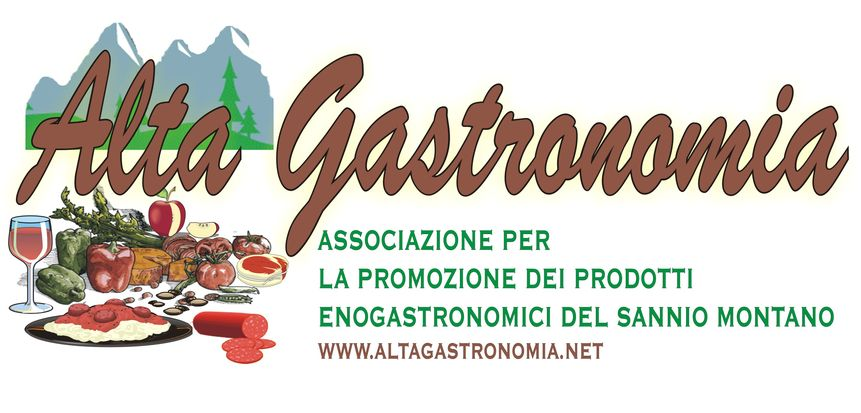 Alta Gastronomia
ASSOCIAZIONE PER
LA PROMOZIONE DEI PRODOTTI
ENOGASTRONOMICI DEL SANNIO MONTANO
WWW.ALTAGASTRONOMIA.NET